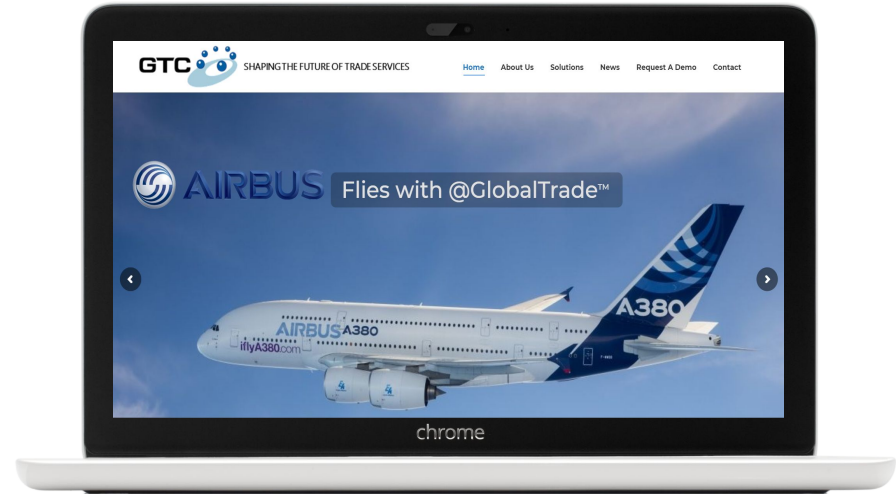 GTC SHAPING THE FUTURE OF TRADE SERVICES Home About Us Solutions News Request A Demo Contact
AIRBUS Flies with @GlobalTrade™
A380
AIRBUS A380
iflyA380.com
chrome